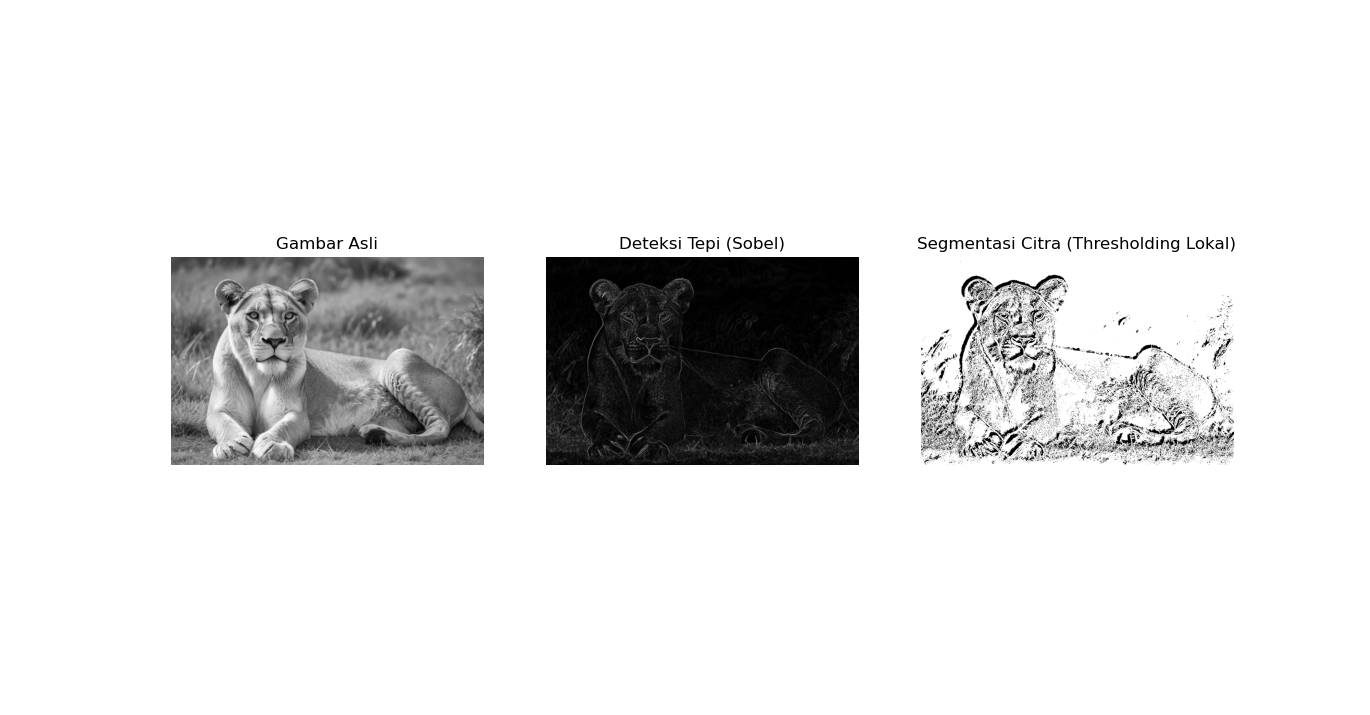 Gambar Asli
Deteksi Tepi (Sobel)
Segmentasi Citra (Thresholding Lokal)